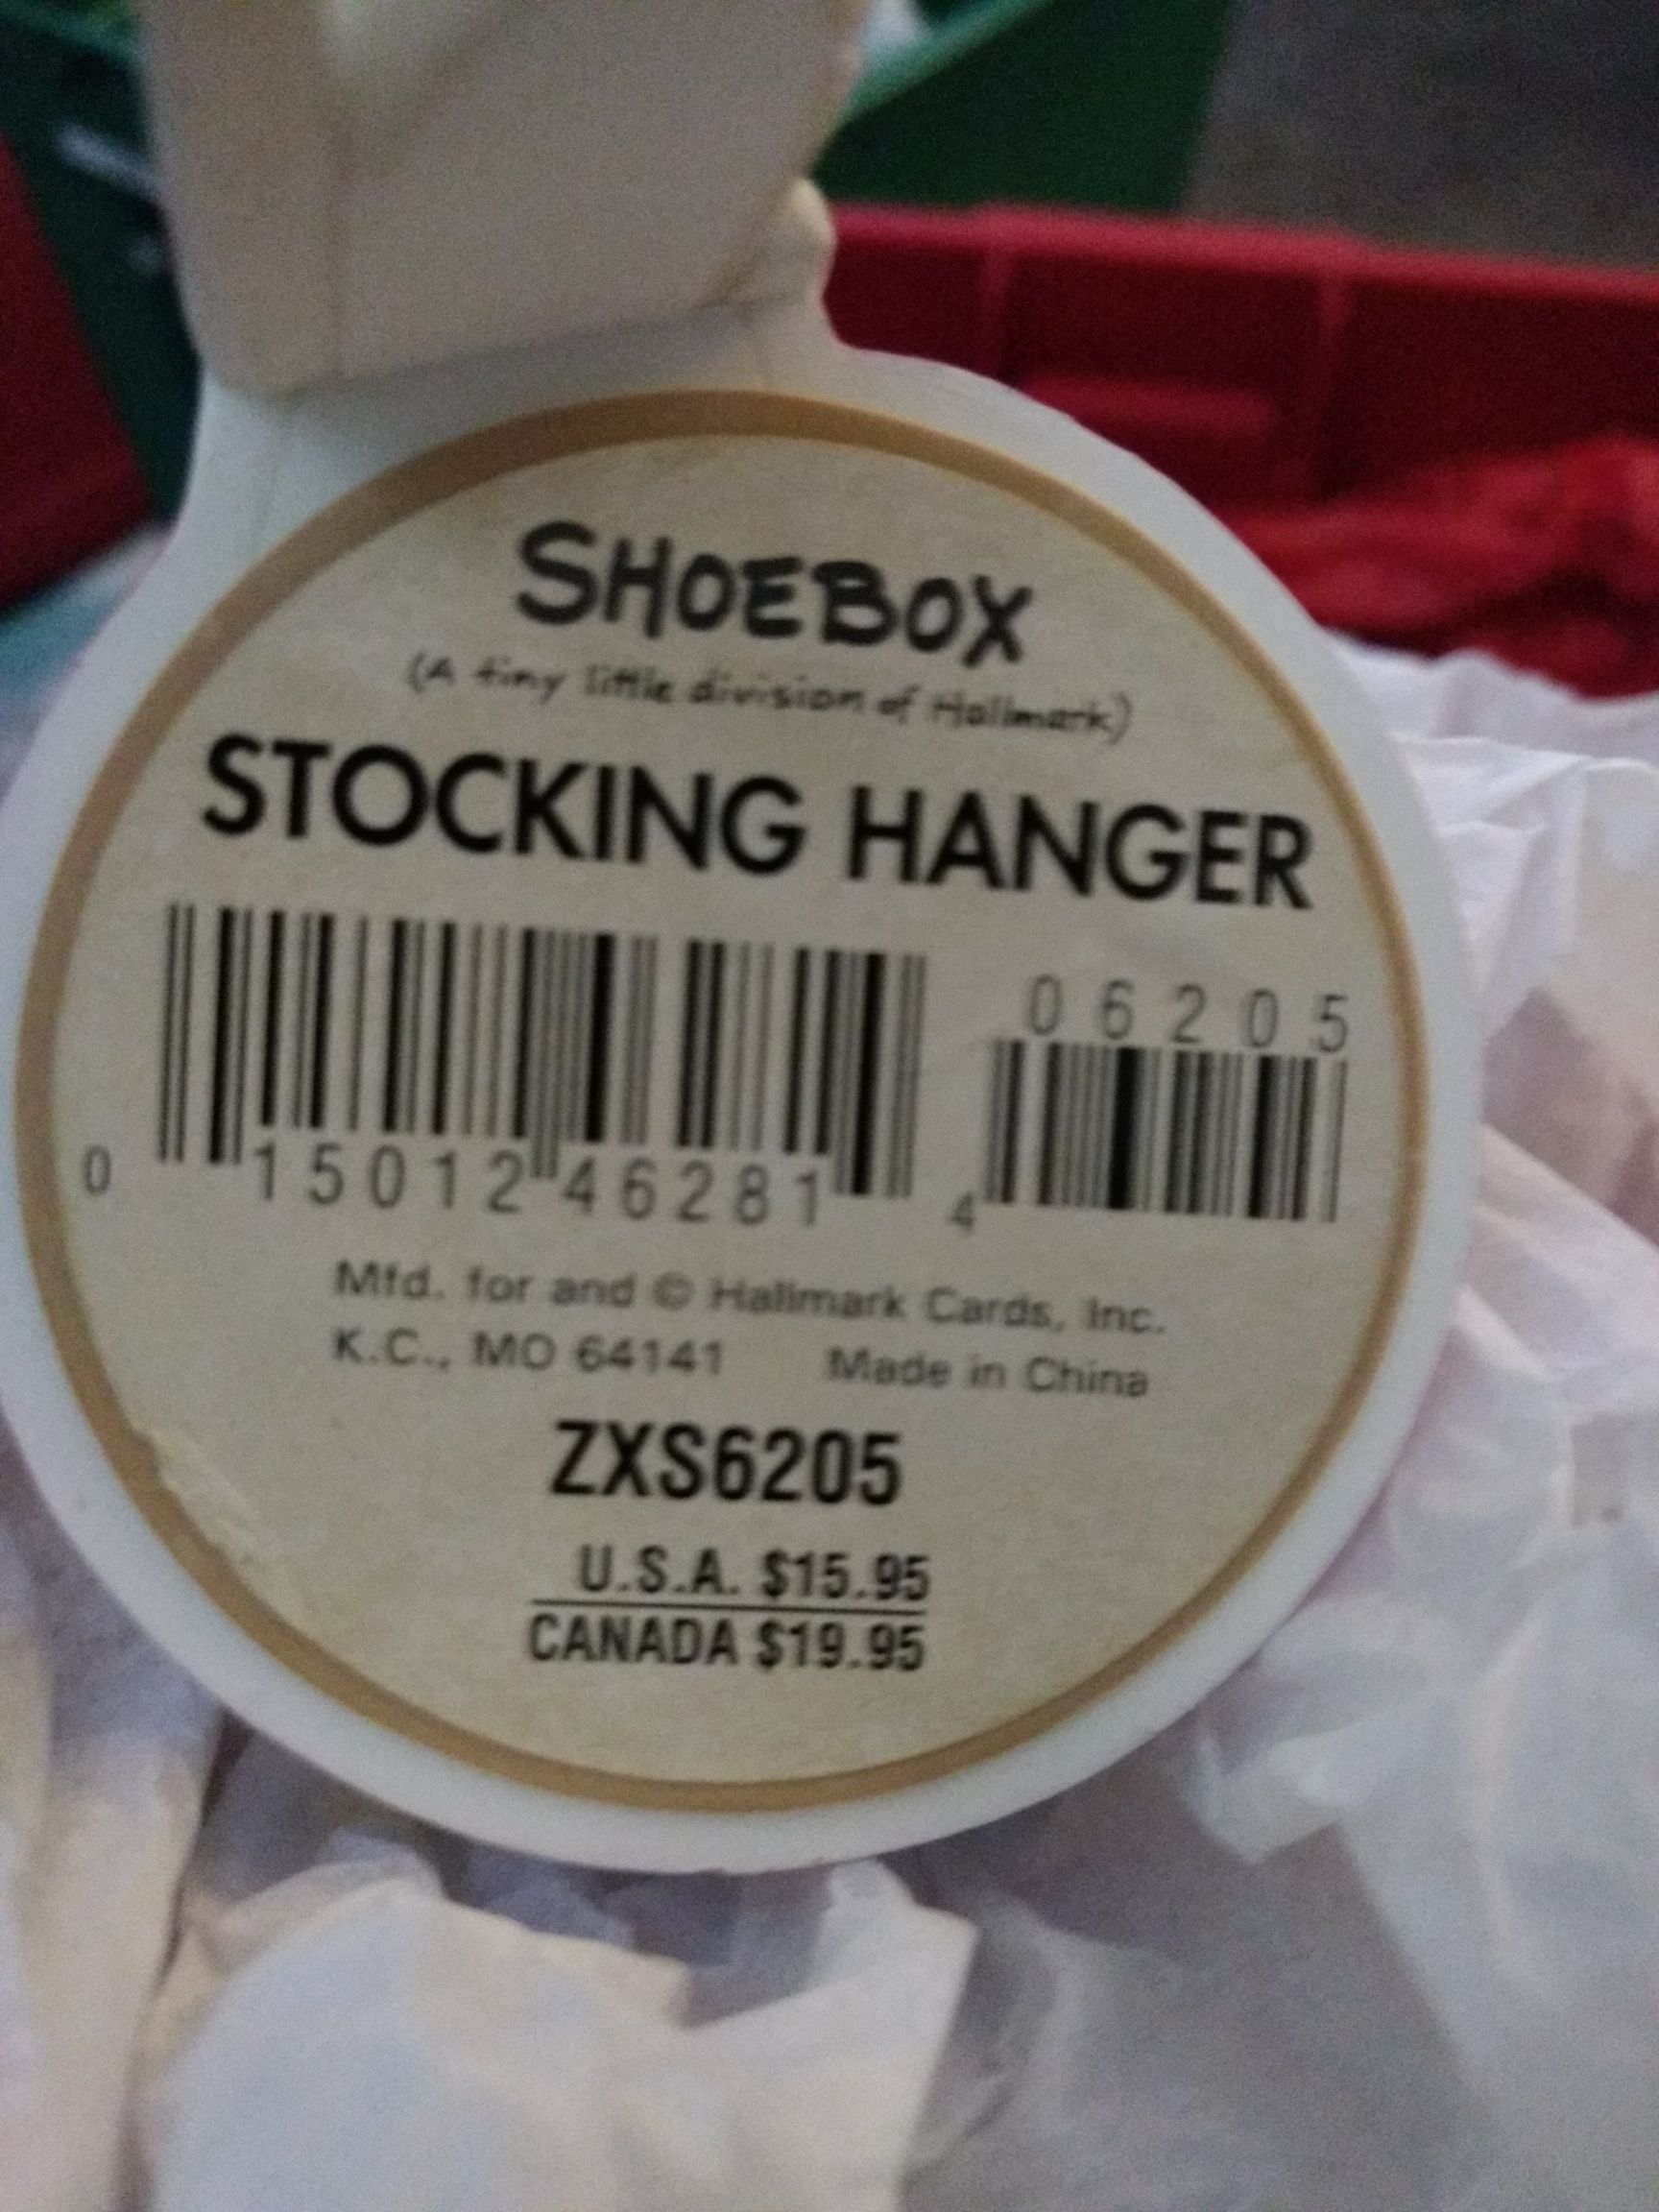 SHOEBOX
(A tiny little division of Hallmark)
STOCKING HANGER
06205
0 15012 46281 4
Mfd. for and © Hallmark Cards, Inc.
K.C., MO 64141 Made in China
ZXS6205
U.S.A. $15.95
CANADA $19.95